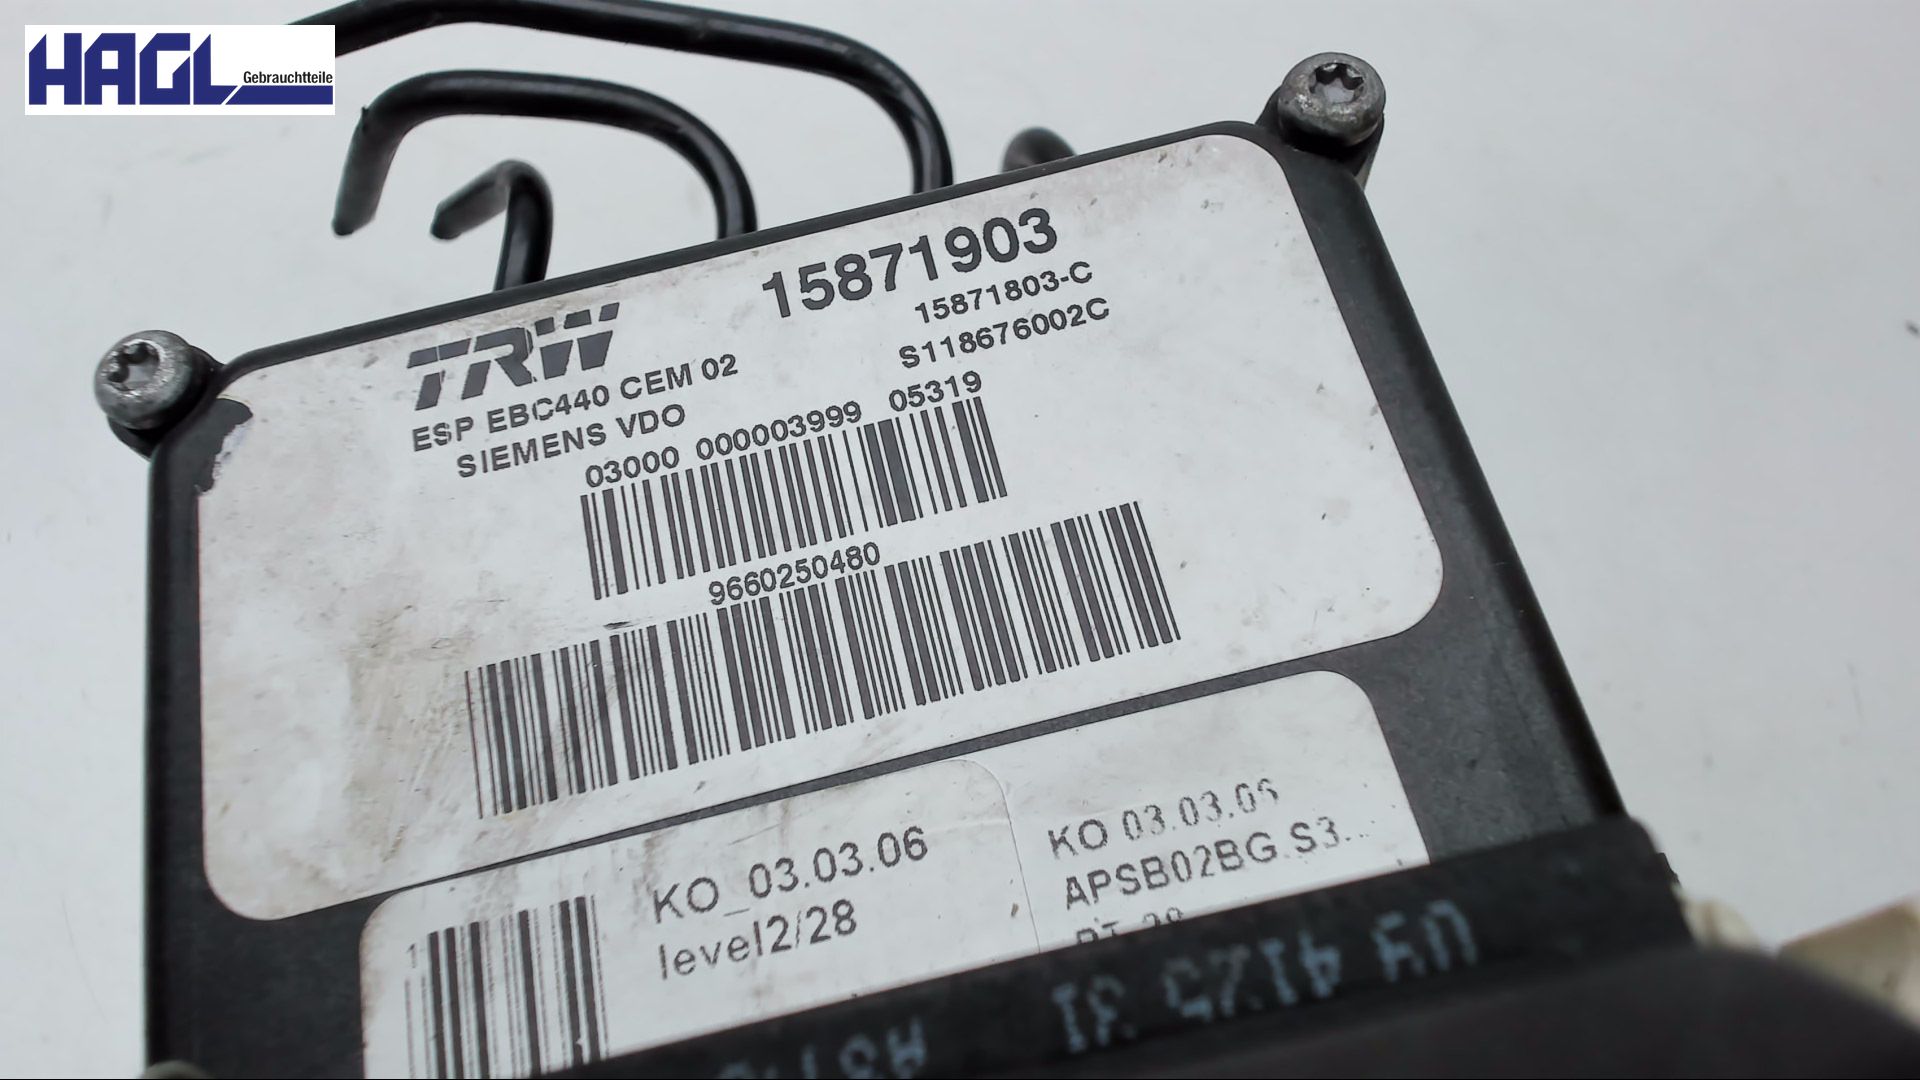 HAGL
Gebrauchtteile
15871903
15871803-C
S118676002C
TRW
ESP EBC440 CEM 02
SIEMENS VDO
03000 000003999 05319
9660250480
1
KO_03.03.06
level2/28
KO 03.03.06
APSB02BG.S3...